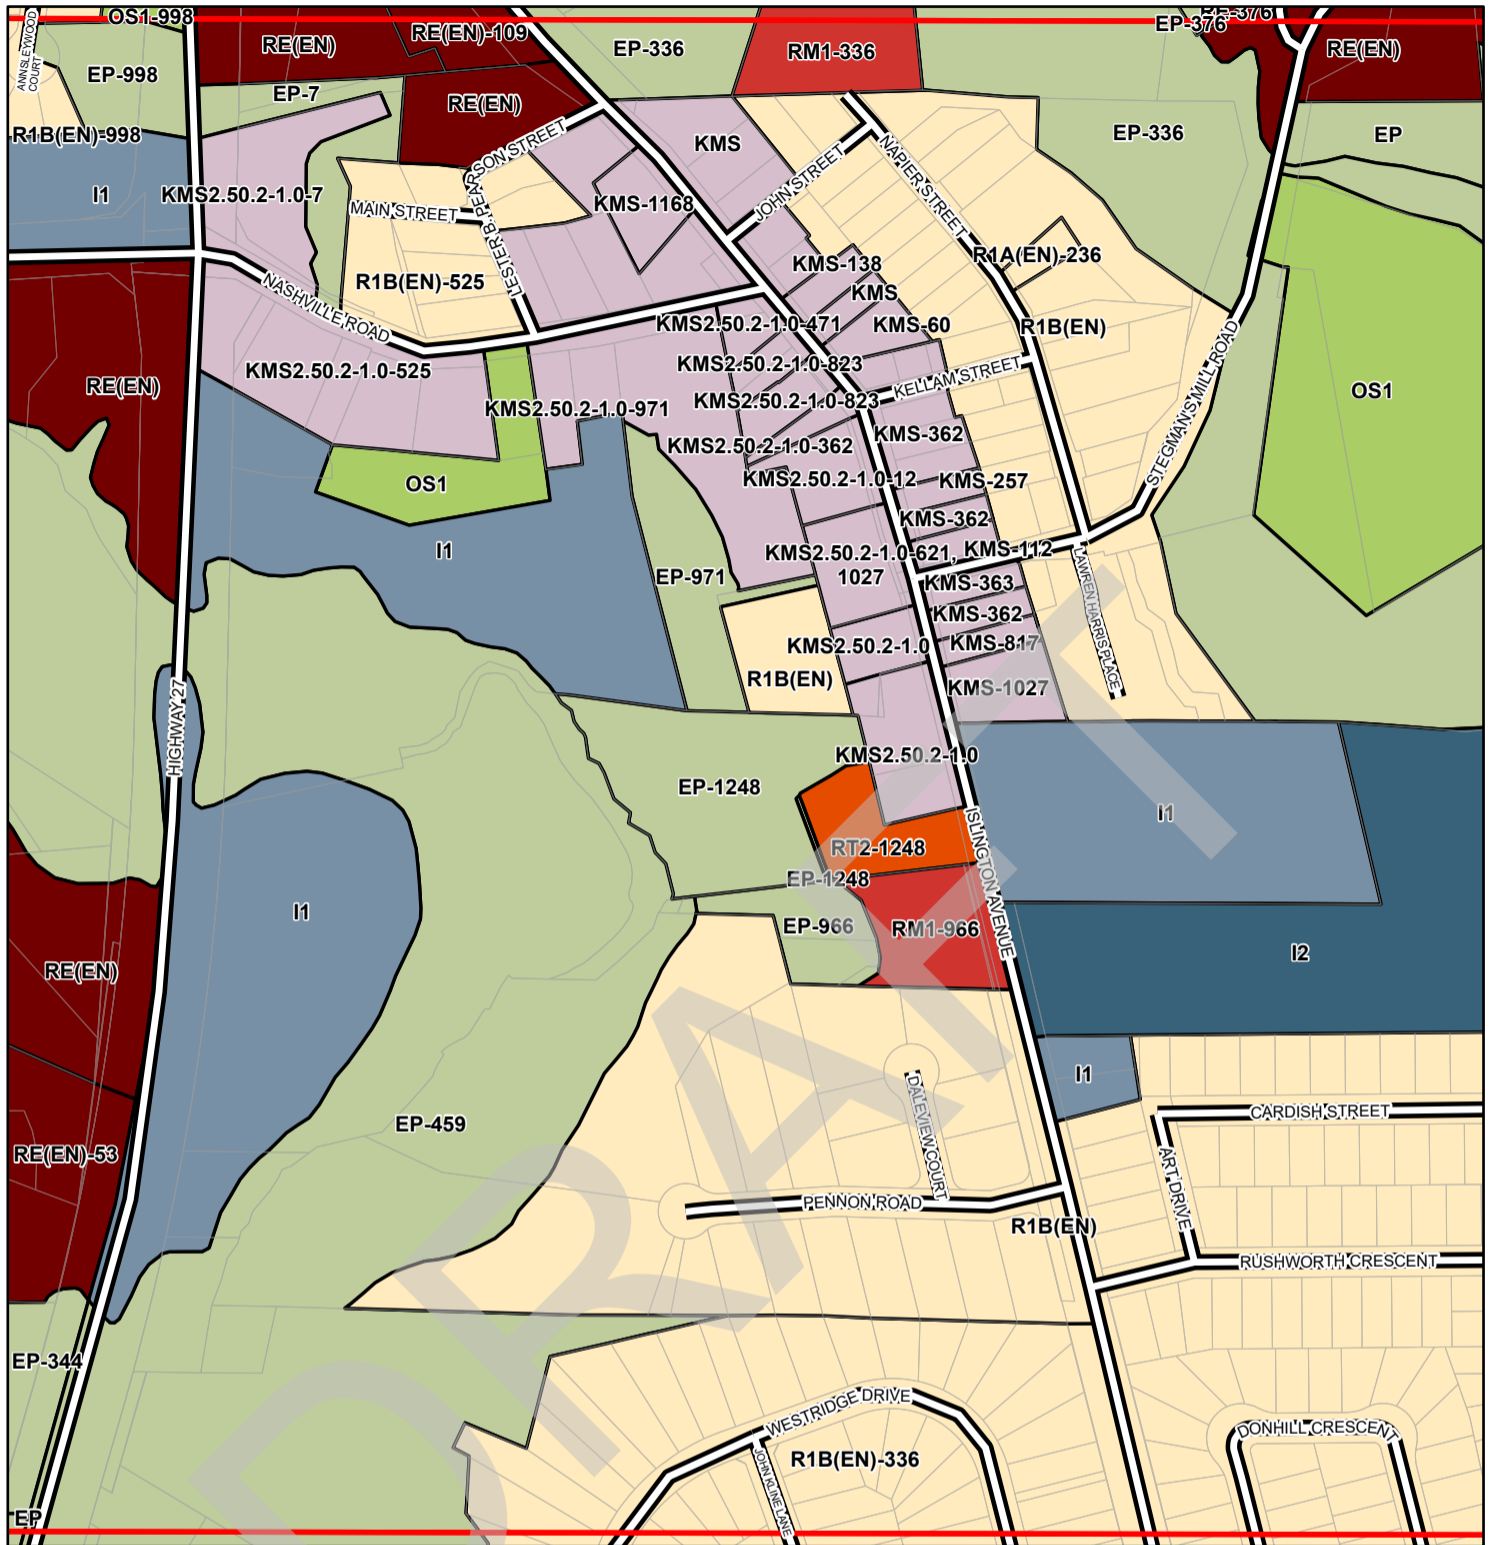 OS1-998
RE(EN)
RE(EN)-109
EP-336
RM1-336
EP-376
RE-376
RE(EN)
ANNSLEYWOOD
COURT
EP-998
EP-7
RE(EN)
KMS
EP-336
EP
R1B(EN)-998
I1
KMS2.50.2-1.0-7
MAIN STREET
LESTER B. PEARSON STREET
KMS-1168
JOHN STREET
NAPIER STREET
R1A(EN)-236
R1B(EN)-525
KMS-138
KMS
NASHVILLE ROAD
KMS2.50.2-1.0-471
KMS-60
R1B(EN)
KMS2.50.2-1.0-525
KMS2.50.2-1.0-823
KELLAM STREET
STEGMAN'S MILL ROAD
OS1
RE(EN)
KMS2.50.2-1.0-971
KMS2.50.2-1.0-823
KMS2.50.2-1.0-362
KMS-362
OS1
KMS2.50.2-1.0-12
KMS-257
KMS-362
I1
KMS2.50.2-1.0-621,
1027
KMS-112
EP-971
KMS-363
LAWREN HARRIS PLACE
KMS-362
KMS2.50.2-1.0
KMS-817
R1B(EN)
KMS-1027
HIGHWAY 27
KMS2.50.2-1.0
EP-1248
I1
RT2-1248
ISLINGTON AVENUE
EP-1248
I1
EP-966
RM1-966
I2
RE(EN)
I1
DALEVIEW COURT
CARDISH STREET
EP-459
RE(EN)-53
ART DRIVE
PENNON ROAD
R1B(EN)
RUSHWORTH CRESCENT
EP-344
WESTRIDGE DRIVE
DONHILL CRESCENT
R1B(EN)-336
JOHN KLINE LANE
EP
DRAFT